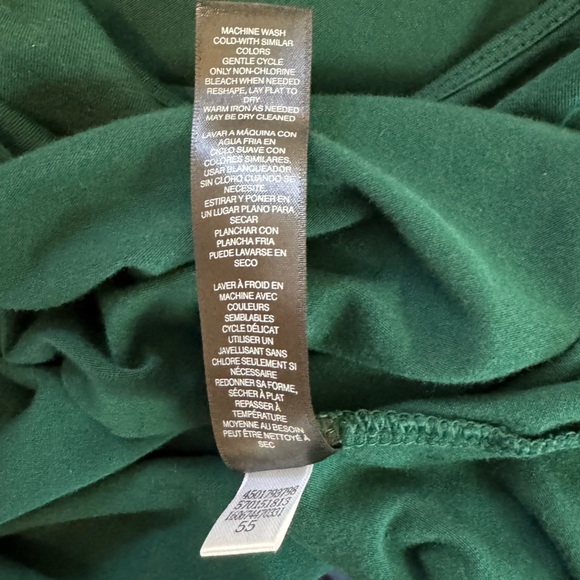 MACHINE WASH
COLD-WITH SIMILAR
COLORS
GENTLE CYCLE
ONLY NON-CHLORINE
BLEACH WHEN NEEDED
RESHAPE, LAY FLAT TO
DRY
WARM IRON AS NEEDED
MAY BE DRY CLEANED
LAVAR A MÁQUINA CON
AGUA FRIA EN
CICLO SUAVE CON
COLORES SIMILARES.
USAR BLANQUEADOR
SIN CLORO CUANDO SE
NECESITE.
ESTIRAR Y PONER EN
UN LUGAR PLANO PARA
SECAR
PLANCHAR CON
PLANCHA FRIA
PUEDE LAVARSE EN
SECO
LAVER À FROID EN
MACHINE AVEC
COULEURS
SEMBLABLES
CYCLE DÉLICAT
UTILISER UN
JAVELLISANT SANS
CHLORE SEULEMENT SI
NÉCESSAIRE
REDONNER SA FORME,
SÉCHER À PLAT
REPASSER À
TEMPÉRATURE
MOYENNE AU BESOIN
PEUT ÊTRE NETTOYÉ À
SEC
4501793798
570151813
160674470331
55